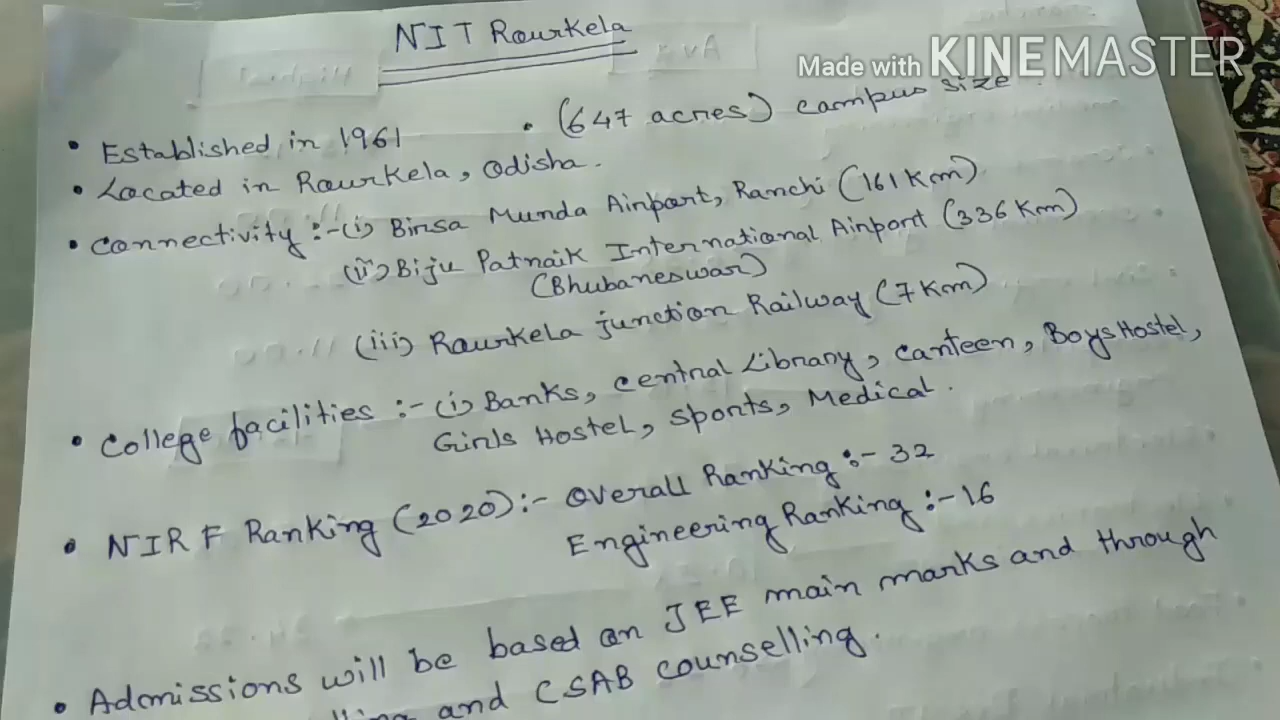 NIT Rourkela
Made with KINEMASTER
• Established in 1961
• (647 acres) campus size
• Located in Rourkela, Odisha.
• Connectivity :- (i) Birsa Munda Airport, Ranchi (161 Km)
(ii) Biju Patnaik International Airport (336 Km)
(Bhubaneswar)
(iii) Rourkela junction Railway (7 Km)
• College facilities :- (i) Banks, Central Library, Canteen, Boys Hostel,
Girls Hostel, Sports, Medical.
• NIRF Ranking (2020) :- Overall Ranking :- 32
Engineering Ranking :- 16
• Admissions will be based on JEE main marks and through
and CSAB counselling.